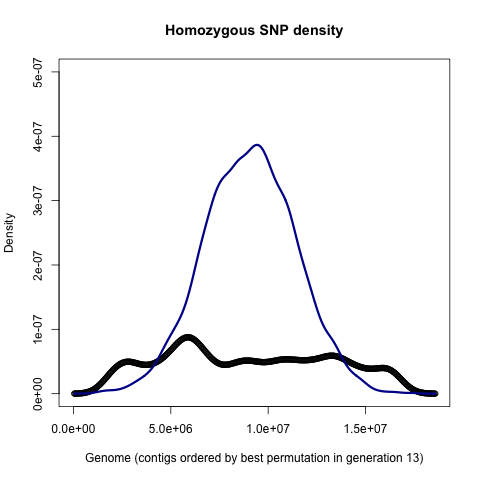 Homozygous SNP density
5e-07
4e-07
3e-07
2e-07
1e-07
0e+00
Density
0.0e+00 5.0e+06 1.0e+07 1.5e+07
Genome (contigs ordered by best permutation in generation 13)